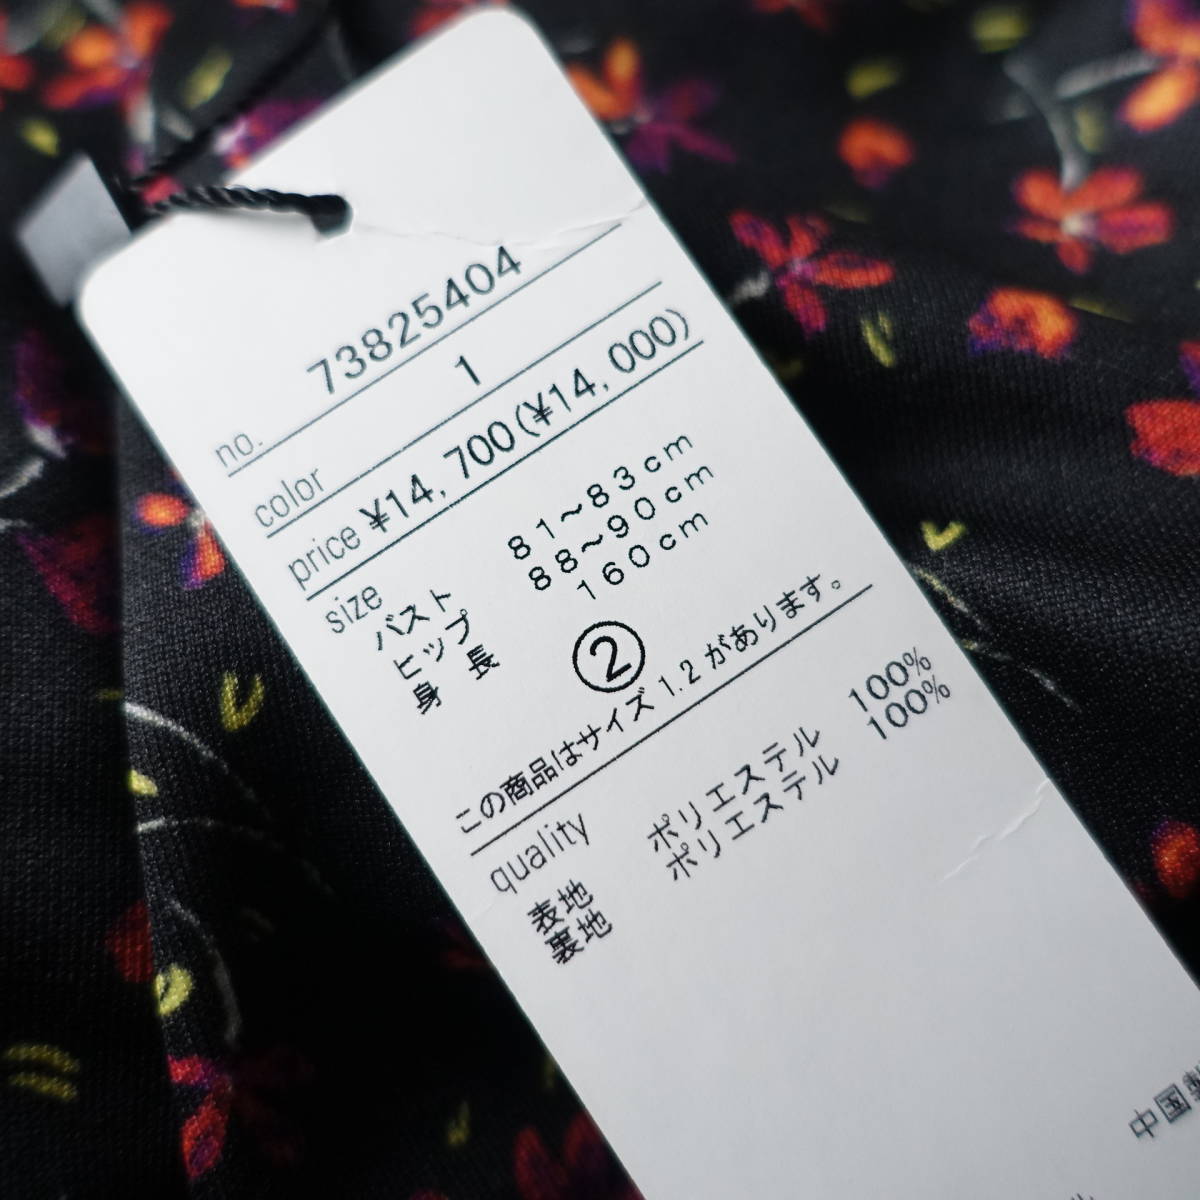 no. 73825404
color 1
price ¥14,700(¥14,000)
size
バスト 81~83cm
ヒップ 88~90cm
身長 160cm
②
この商品はサイズ 1.2 があります。
quality
表地 ポリエステル 100%
裏地 ポリエステル 100%
中国製